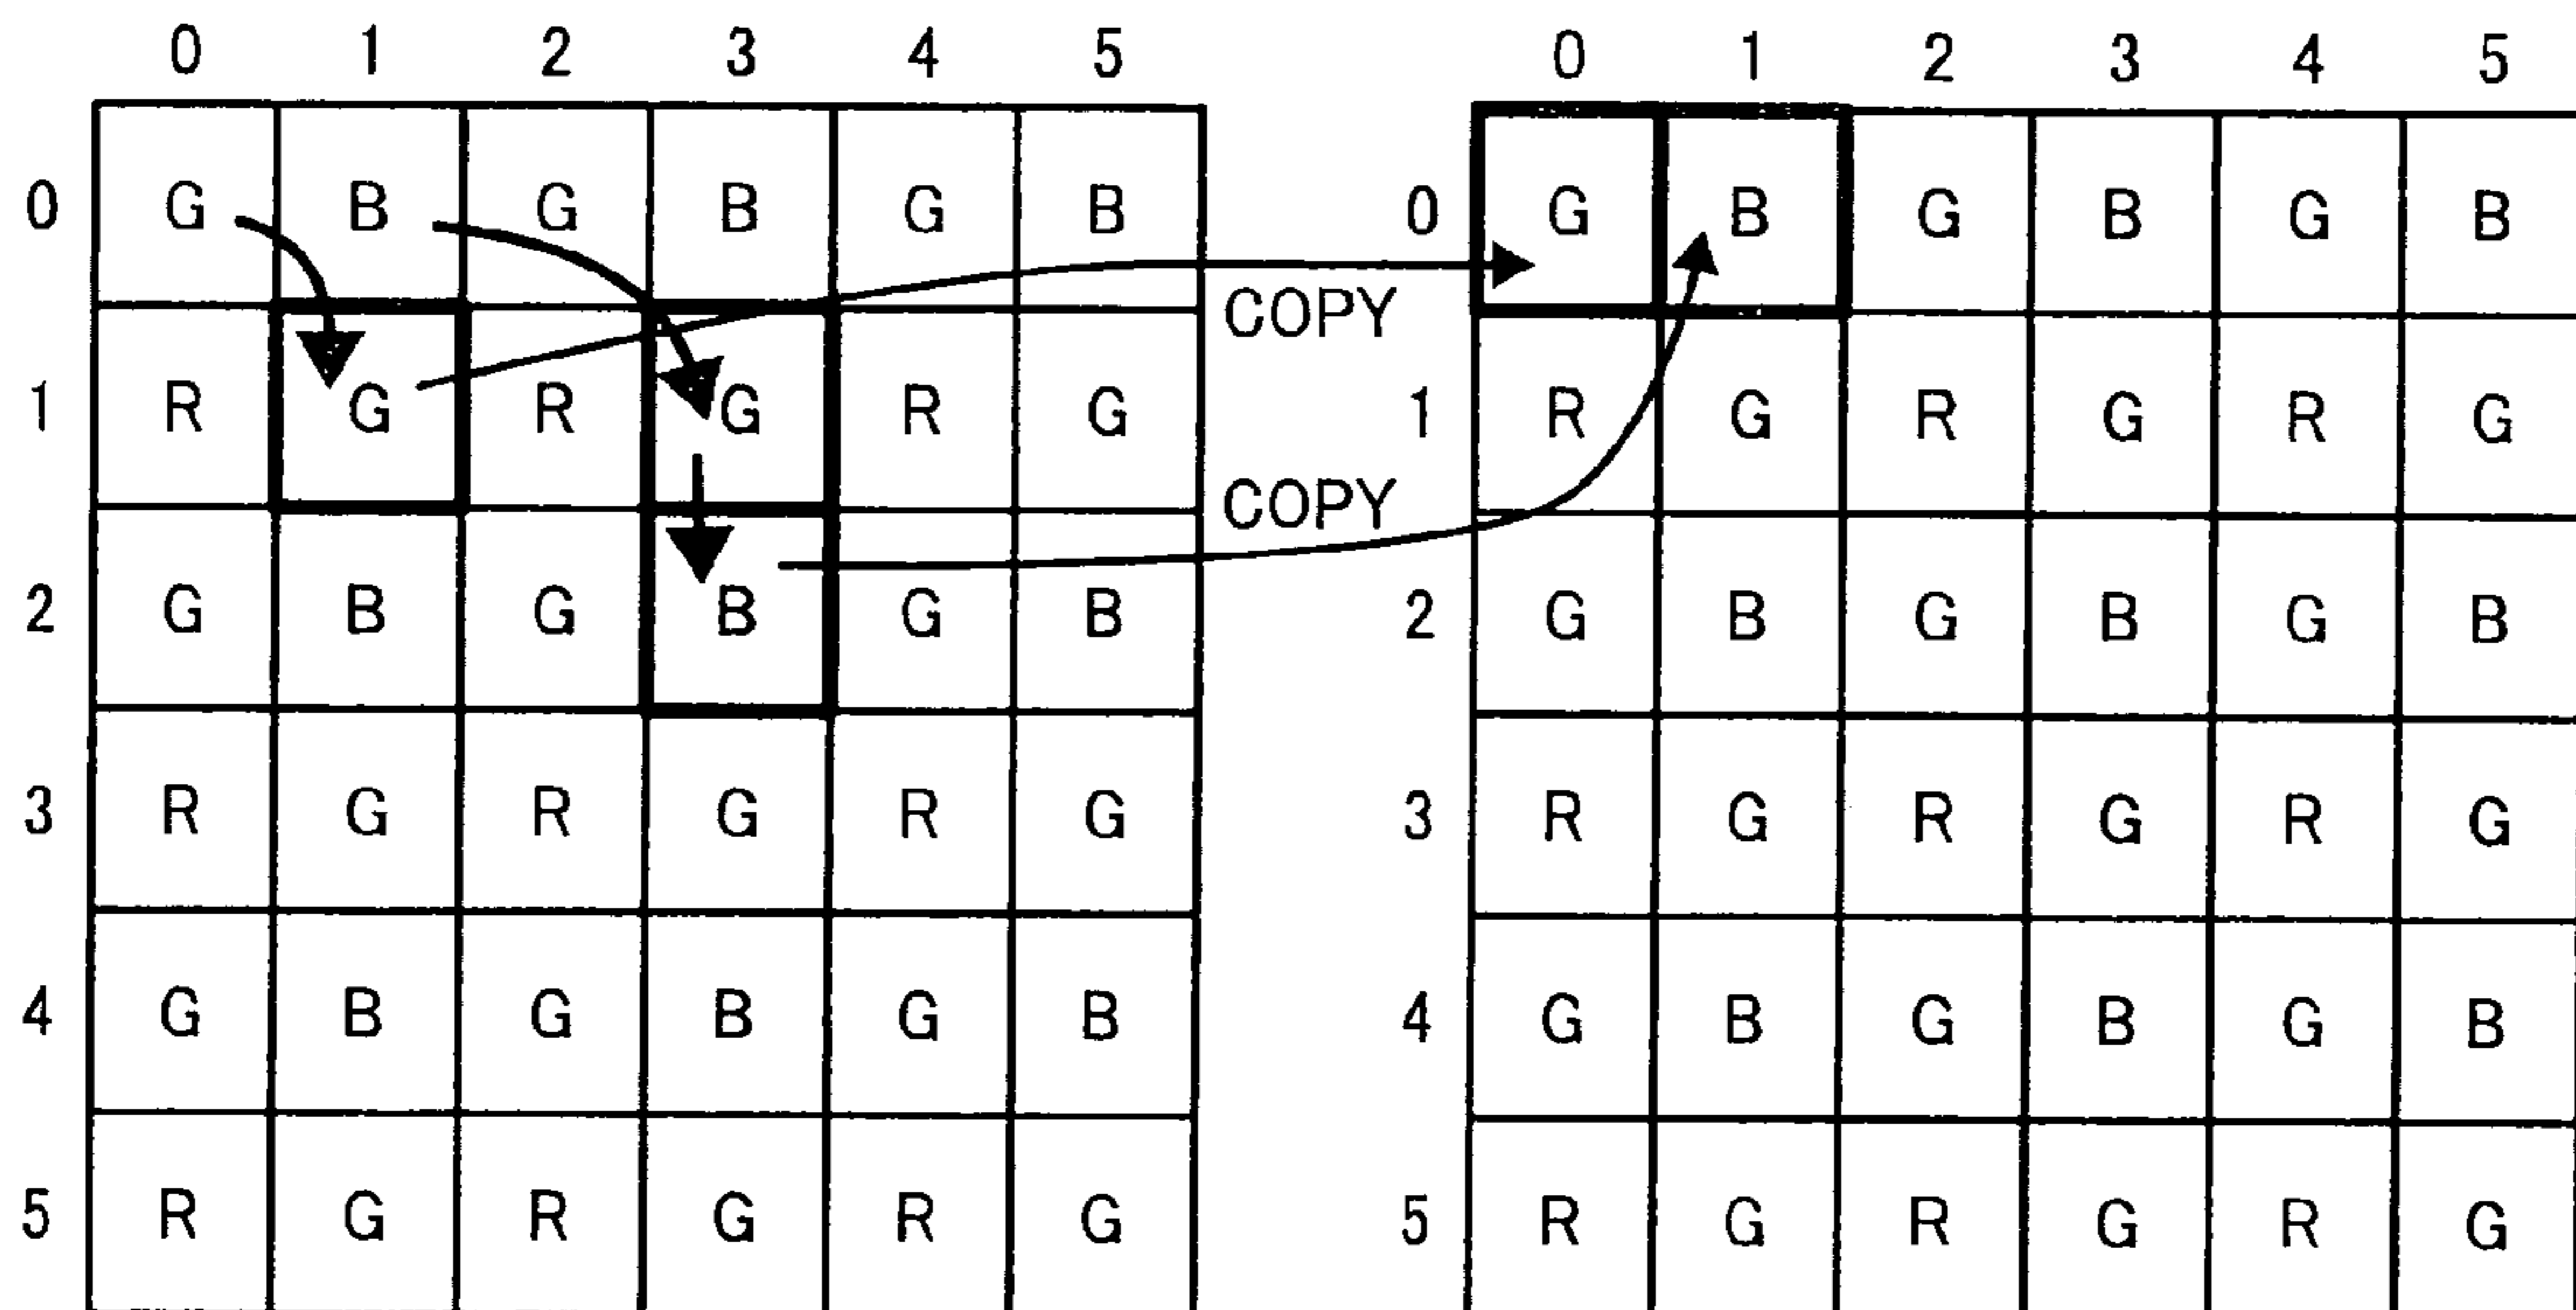 0 1 2 3 4 5 0 1 2 3 4 5
0 G B G B G B 0 G B G B G B
COPY
1 R G R G R G 1 R G R G R G
COPY
2 G B G B G B 2 G B G B G B
3 R G R G R G 3 R G R G R G
4 G B G B G B 4 G B G B G B
5 R G R G R G 5 R G R G R G